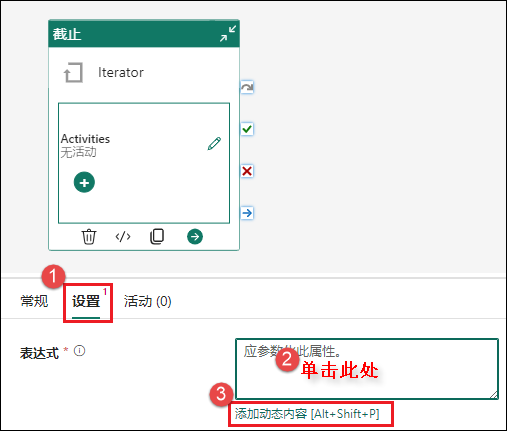 截止
Iterator
Activities
无活动
</>
1
常规
设置 1
活动 (0)
表达式 *
应参数化此属性。
2 单击此处
3
添加动态内容 [Alt+Shift+P]